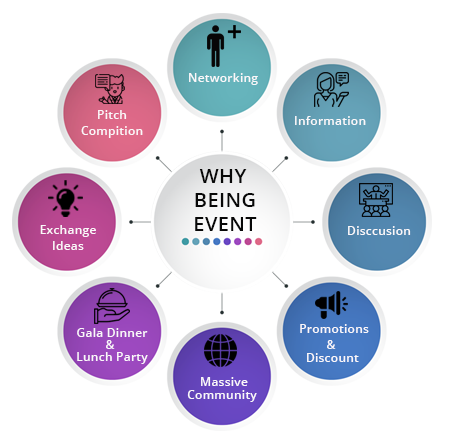 WHY
BEING
EVENT
Networking
Information
Disccusion
Promotions
&
Discount
Massive
Community
Gala Dinner
&
Lunch Party
Exchange
Ideas
Pitch
Compition